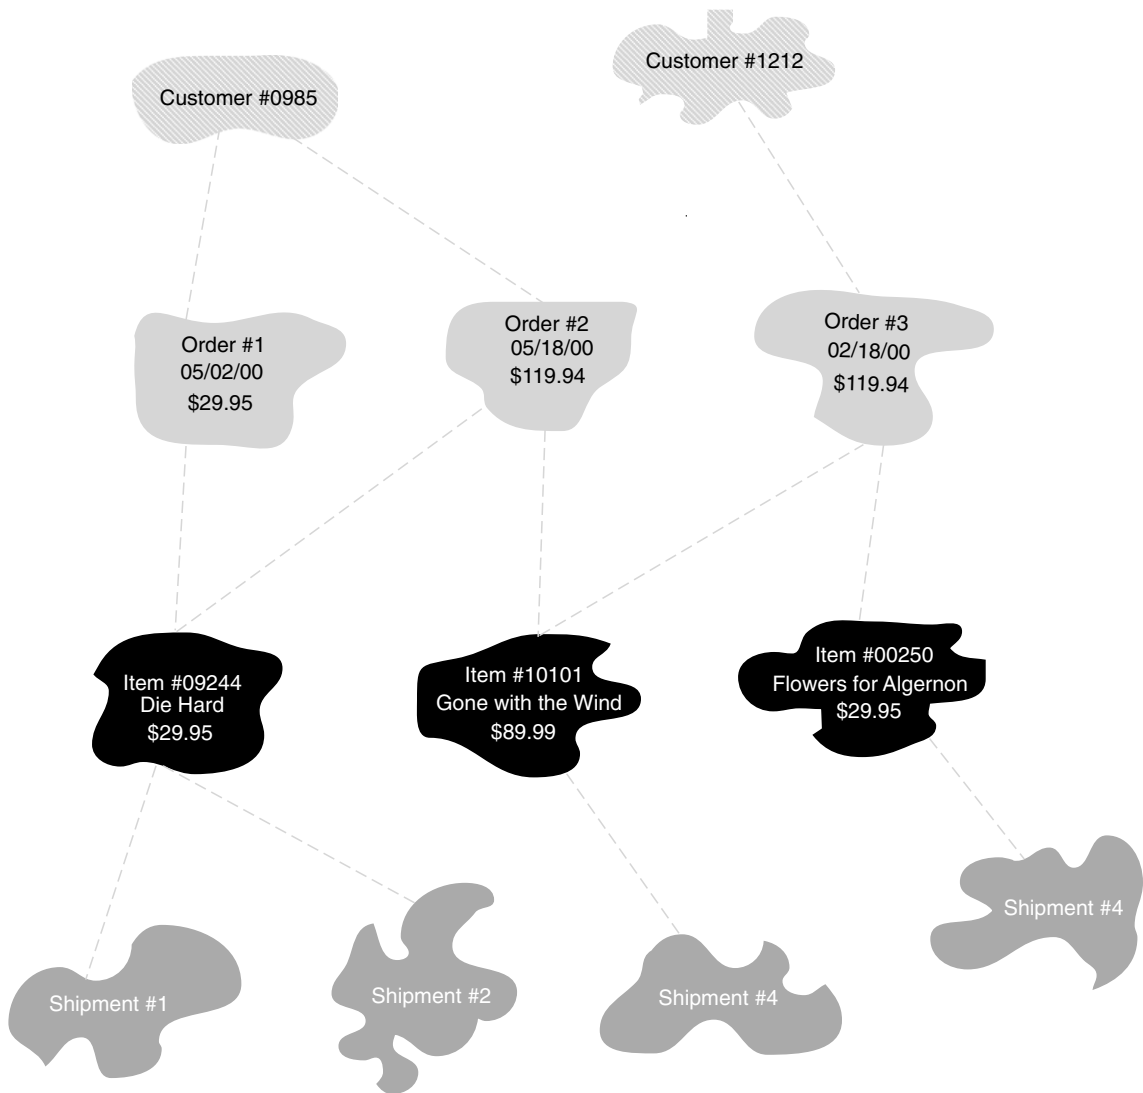 Customer #0985
Customer #1212
Order #1
05/02/00
$29.95
Order #2
05/18/00
$119.94
Order #3
02/18/00
$119.94
Item #09244
Die Hard
$29.95
Item #10101
Gone with the Wind
$89.99
Item #00250
Flowers for Algernon
$29.95
Shipment #1
Shipment #2
Shipment #4
Shipment #4